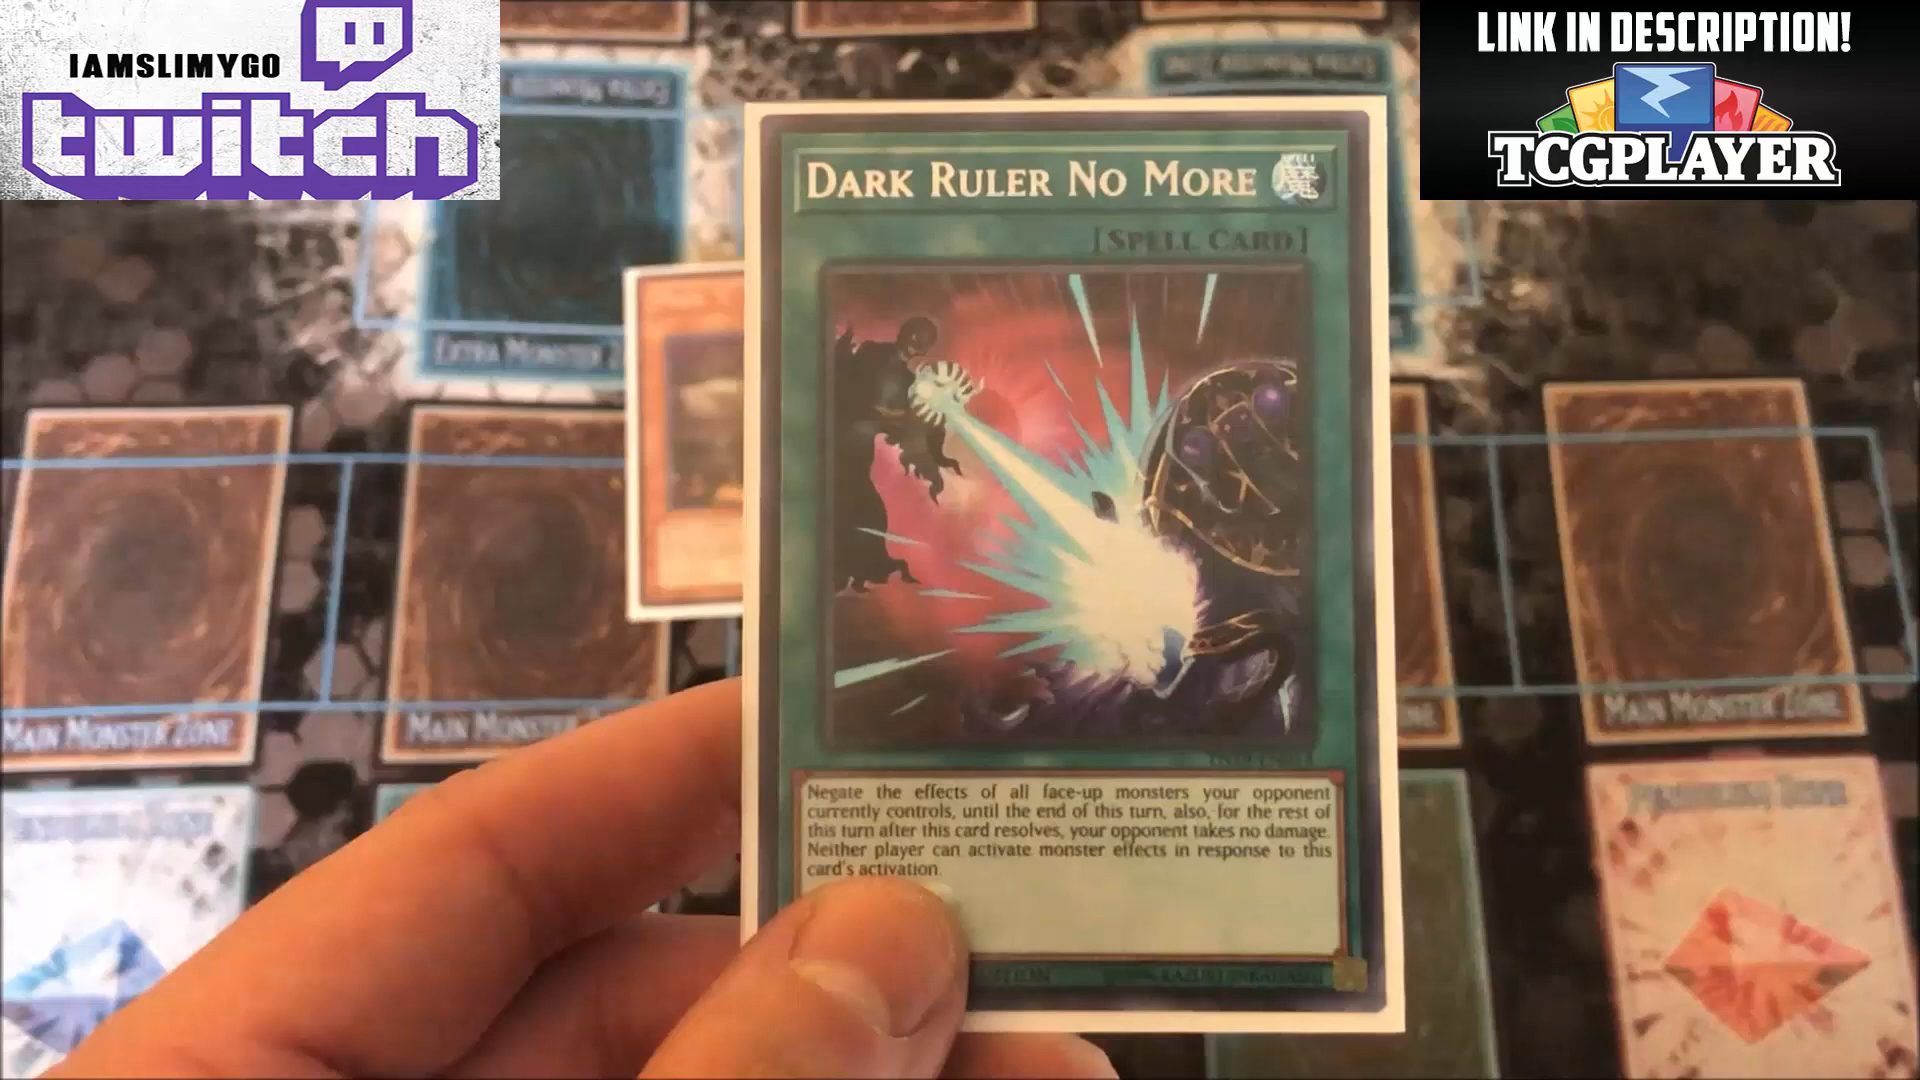 IAMSLIMYGO
twitch
LINK IN DESCRIPTION!
TCGPLAYER
DARK RULER NO MORE
[SPELL CARD]
Negate the effects of all face-up monsters your opponent
currently controls, until the end of this turn, also, for the rest of
this turn after this card resolves, your opponent takes no damage.
Neither player can activate monster effects in response to this
card's activation.
EXTRA MONSTER
MAIN MONSTER ZONE
MAIN MONSTER
ZONE
MAIN MONSTER ZONE